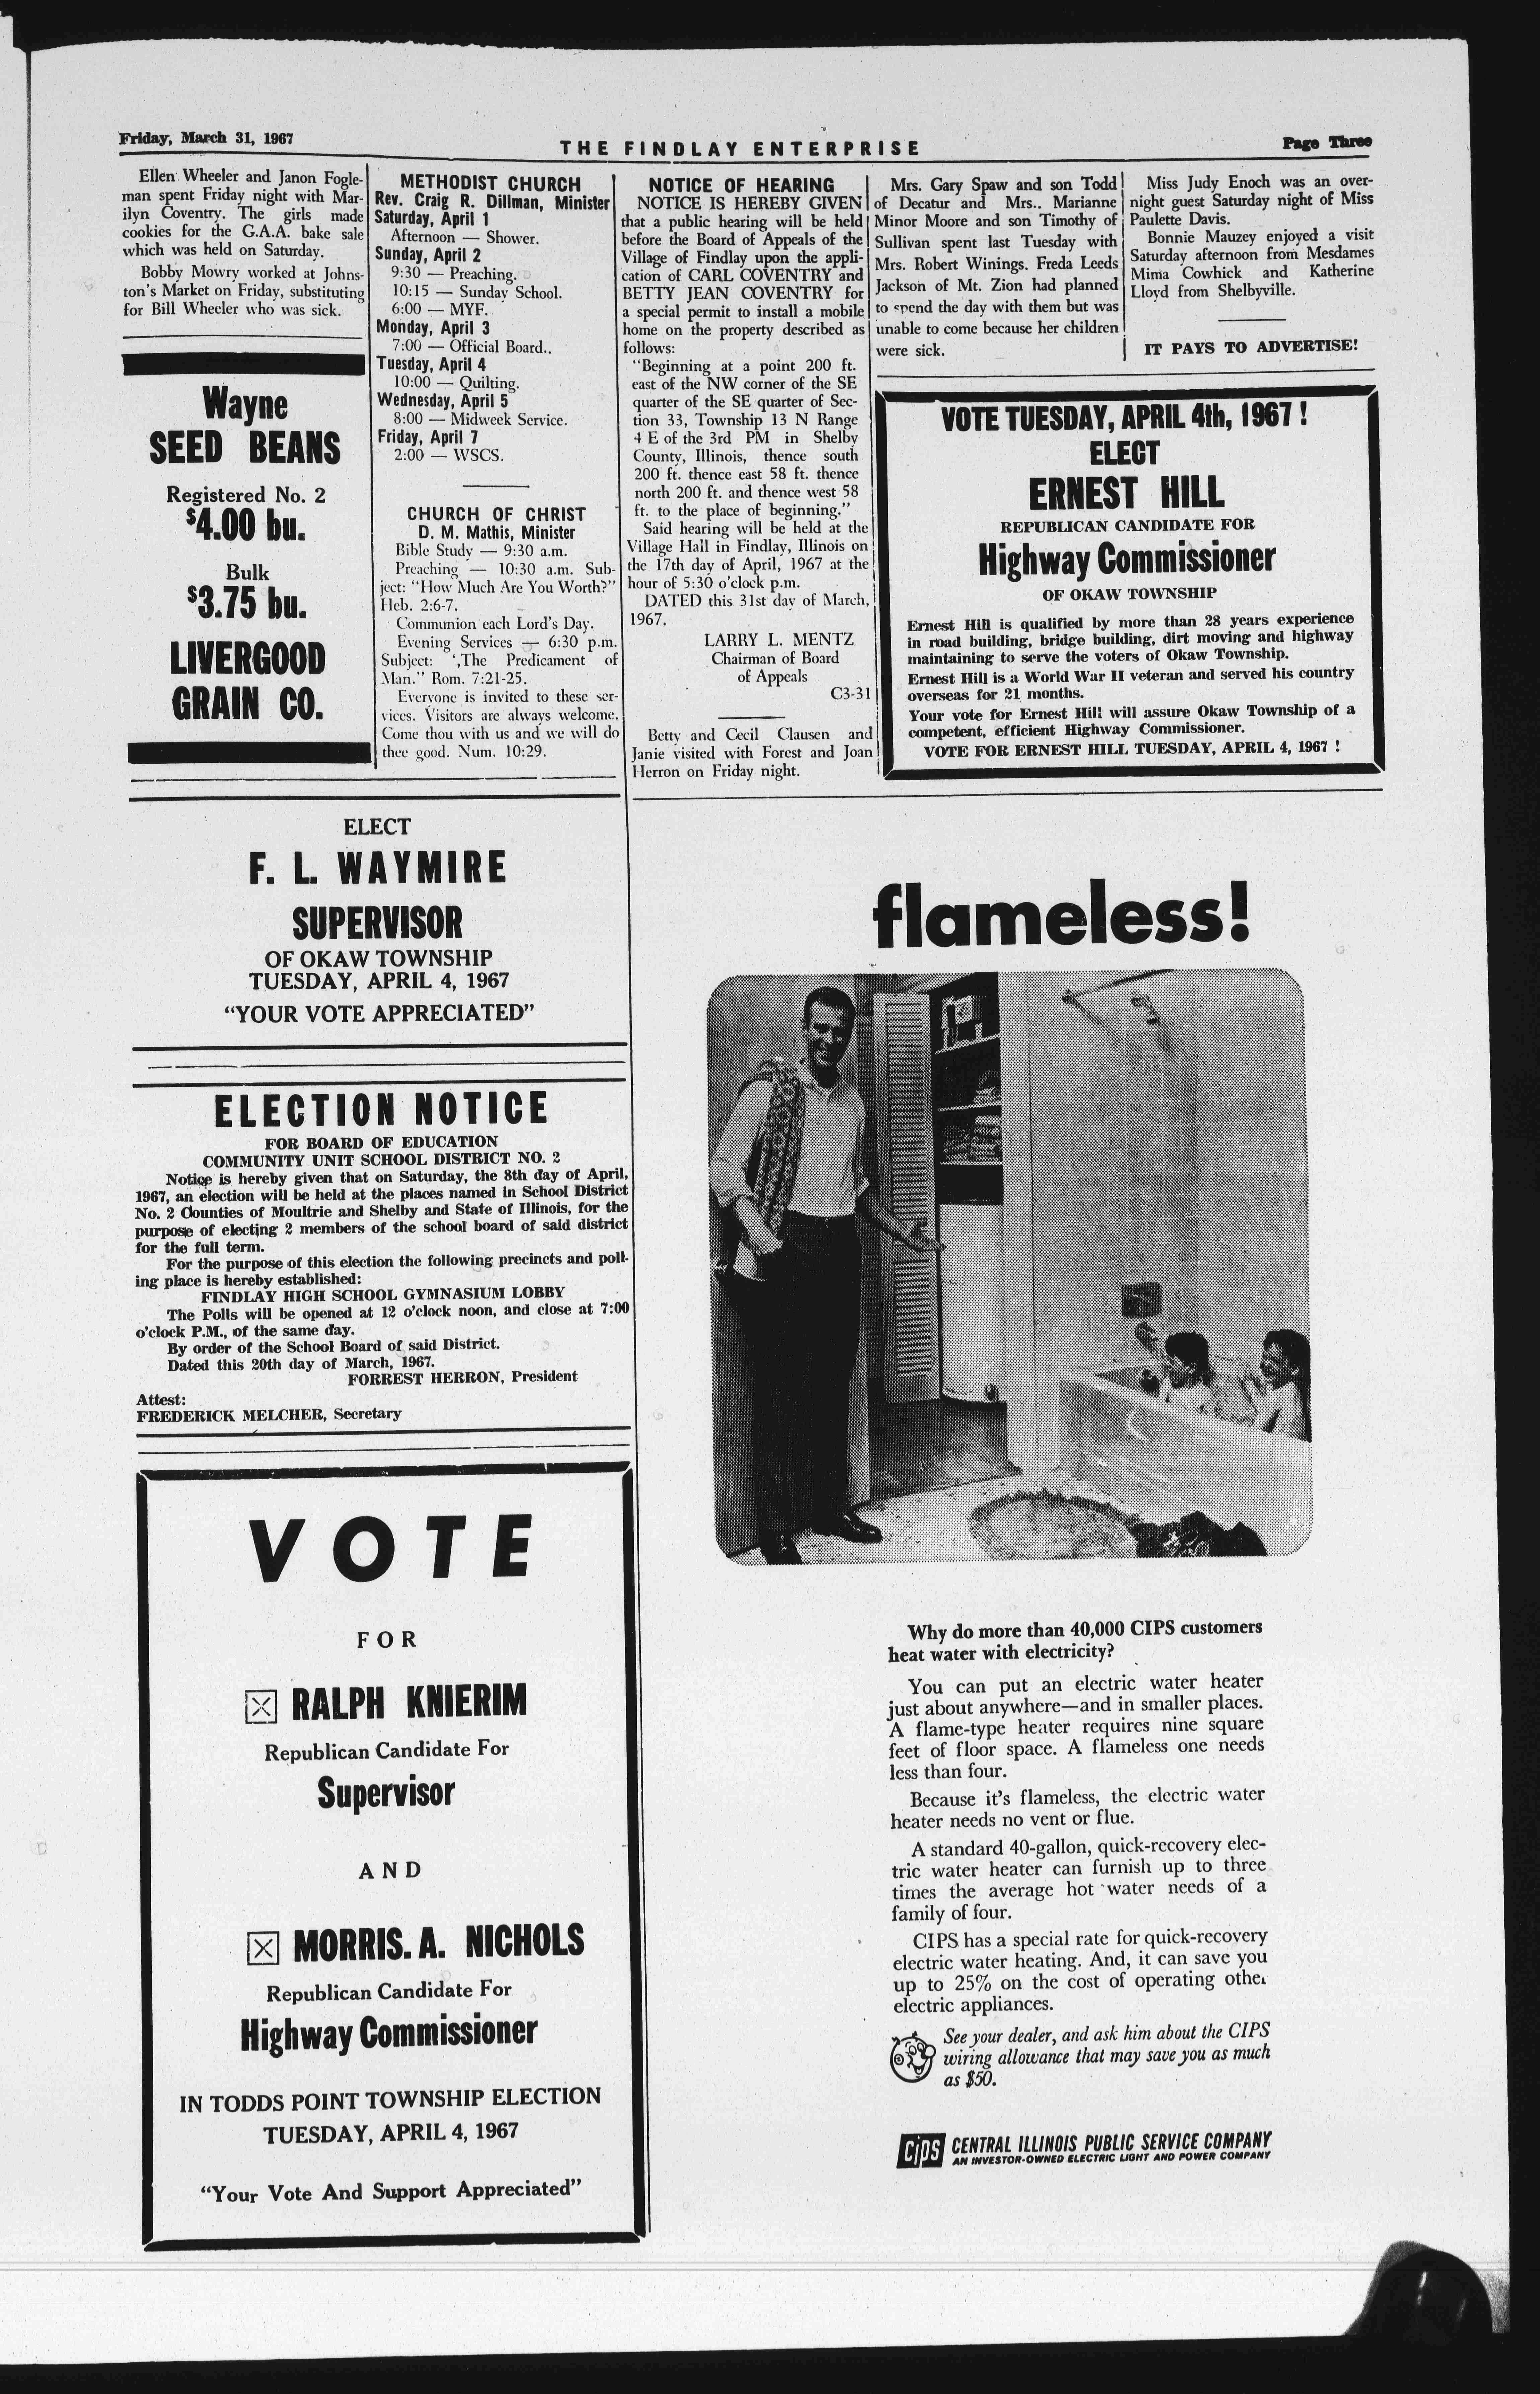 Friday, March 31, 1967
THE FINDLAY ENTERPRISE
Page Three
Ellen Wheeler and Janon Fogle-
man spent Friday night with Mar-
ilyn Coventry. The girls made
cookies for the G.A.A. bake sale
which was held on Saturday.
Bobby Mowry worked at Johns-
ton's Market on Friday, substituting
for Bill Wheeler who was sick.
Wayne
SEED BEANS
Registered No. 2
$4.00 bu.
Bulk
$3.75 bu.
LIVERGOOD
GRAIN CO.
METHODIST CHURCH
Rev. Craig R. Dillman, Minister
Saturday, April 1
Afternoon — Shower.
Sunday, April 2
9:30 — Preaching.
10:15 — Sunday School.
6:00 — MYF.
Monday, April 3
7:00 — Official Board..
Tuesday, April 4
10:00 — Quilting.
Wednesday, April 5
8:00 — Midweek Service.
Friday, April 7
2:00 — WSCS.
CHURCH OF CHRIST
D. M. Mathis, Minister
Bible Study — 9:30 a.m.
Preaching — 10:30 a.m. Sub-
ject: "How Much Are You Worth?"
Heb. 2:6-7.
Communion each Lord's Day.
Evening Services — 6:30 p.m.
Subject: ',The Predicament of
Man." Rom. 7:21-25.
Everyone is invited to these ser-
vices. Visitors are always welcome.
Come thou with us and we will do
thee good. Num. 10:29.
NOTICE OF HEARING
NOTICE IS HEREBY GIVEN
that a public hearing will be held
before the Board of Appeals of the
Village of Findlay upon the appli-
cation of CARL COVENTRY and
BETTY JEAN COVENTRY for
a special permit to install a mobile
home on the property described as
follows:
"Beginning at a point 200 ft.
east of the NW corner of the SE
quarter of the SE quarter of Sec-
tion 33, Township 13 N Range
4 E of the 3rd PM in Shelby
County, Illinois, thence south
200 ft. thence east 58 ft. thence
north 200 ft. and thence west 58
ft. to the place of beginning."
Said hearing will be held at the
Village Hall in Findlay, Illinois on
the 17th day of April, 1967 at the
hour of 5:30 o'clock p.m.
DATED this 31st day of March,
1967.
LARRY L. MENTZ
Chairman of Board
of Appeals
C3-31
Betty and Cecil Clausen and
Janie visited with Forest and Joan
Herron on Friday night.
Mrs. Gary Spaw and son Todd
of Decatur and Mrs.. Marianne
Minor Moore and son Timothy of
Sullivan spent last Tuesday with
Mrs. Robert Winings. Freda Leeds
Jackson of Mt. Zion had planned
to spend the day with them but was
unable to come because her children
were sick.
Miss Judy Enoch was an over-
night guest Saturday night of Miss
Paulette Davis.
Bonnie Mauzey enjoyed a visit
Saturday afternoon from Mesdames
Mima Cowhick and Katherine
Lloyd from Shelbyville.
IT PAYS TO ADVERTISE!
VOTE TUESDAY, APRIL 4th, 1967 !
ELECT
ERNEST HILL
REPUBLICAN CANDIDATE FOR
Highway Commissioner
OF OKAW TOWNSHIP
Ernest Hill is qualified by more than 28 years experience
in road building, bridge building, dirt moving and highway
maintaining to serve the voters of Okaw Township.
Ernest Hill is a World War II veteran and served his country
overseas for 21 months.
Your vote for Ernest Hill will assure Okaw Township of a
competent, efficient Highway Commissioner.
VOTE FOR ERNEST HILL TUESDAY, APRIL 4, 1967 !
ELECT
F. L. WAYMIRE
SUPERVISOR
OF OKAW TOWNSHIP
TUESDAY, APRIL 4, 1967
"YOUR VOTE APPRECIATED"
ELECTION NOTICE
FOR BOARD OF EDUCATION
COMMUNITY UNIT SCHOOL DISTRICT NO. 2
Notice is hereby given that on Saturday, the 8th day of April,
1967, an election will be held at the places named in School District
No. 2 Counties of Moultrie and Shelby and State of Illinois, for the
purpose of electing 2 members of the school board of said district
for the full term.
For the purpose of this election the following precincts and poll-
ing place is hereby established:
FINDLAY HIGH SCHOOL GYMNASIUM LOBBY
The Polls will be opened at 12 o'clock noon, and close at 7:00
o'clock P.M., of the same day.
By order of the School Board of said District.
Dated this 20th day of March, 1967.
FORREST HERRON, President
Attest:
FREDERICK MELCHER, Secretary
VOTE
FOR
RALPH KNIERIM
Republican Candidate For
Supervisor
AND
MORRIS. A. NICHOLS
Republican Candidate For
Highway Commissioner
IN TODDS POINT TOWNSHIP ELECTION
TUESDAY, APRIL 4, 1967
"Your Vote And Support Appreciated"
flameless!
Why do more than 40,000 CIPS customers
heat water with electricity?
You can put an electric water heater
just about anywhere—and in smaller places.
A flame-type heater requires nine square
feet of floor space. A flameless one needs
less than four.
Because it's flameless, the electric water
heater needs no vent or flue.
A standard 40-gallon, quick-recovery elec-
tric water heater can furnish up to three
times the average hot water needs of a
family of four.
CIPS has a special rate for quick-recovery
electric water heating. And, it can save you
up to 25% on the cost of operating other
electric appliances.
See your dealer, and ask him about the CIPS
wiring allowance that may save you as much
as $50.
CIPS CENTRAL ILLINOIS PUBLIC SERVICE COMPANY
AN INVESTOR-OWNED ELECTRIC LIGHT AND POWER COMPANY